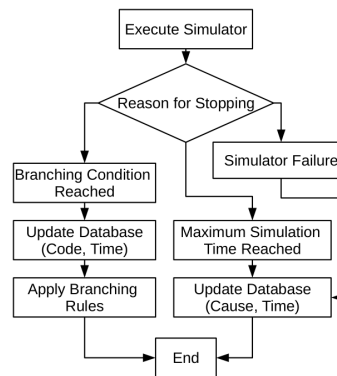 Execute Simulator
Reason for Stopping
Simulator Failure
Branching Condition
Reached
Update Database
(Code, Time)
Maximum Simulation
Time Reached
Apply Branching
Rules
Update Database
(Cause, Time)
End